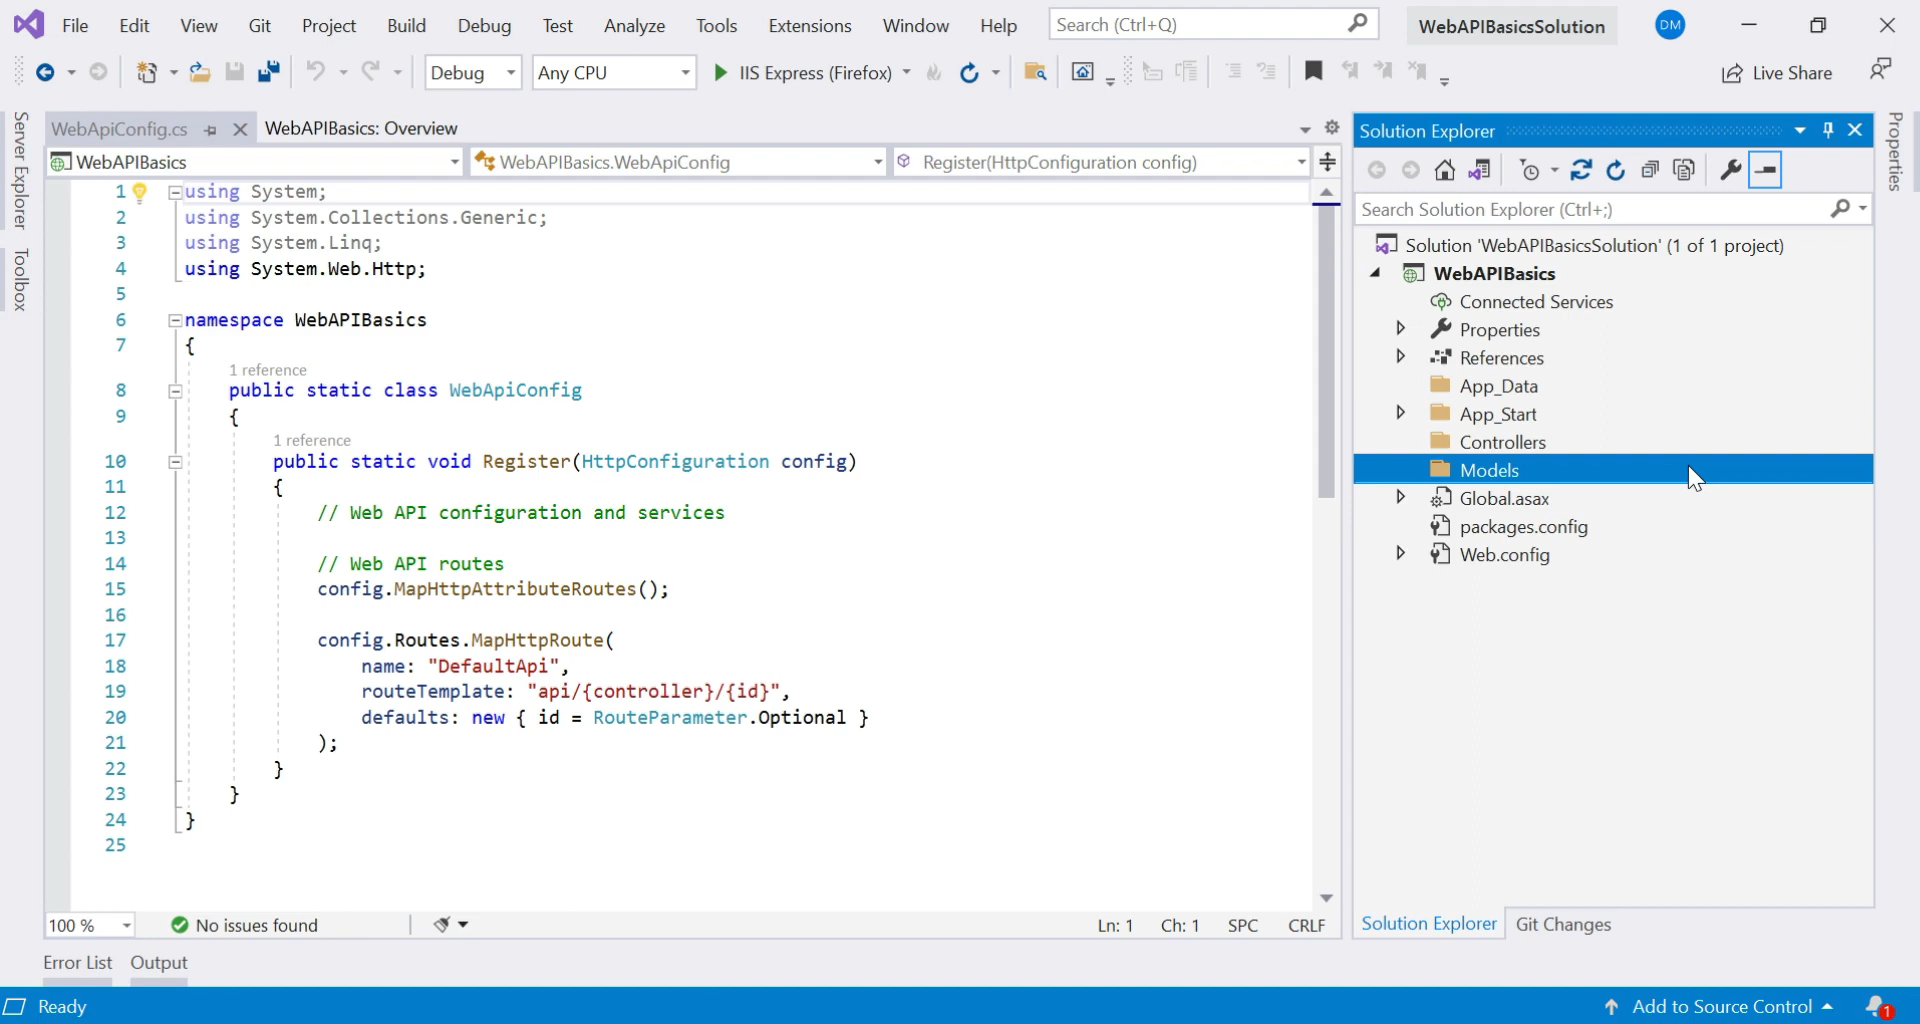 File Edit View Git Project Build Debug Test Analyze Tools Extensions Window Help Search (Ctrl+Q) WebAPIBasicsSolution DM
Debug Any CPU IIS Express (Firefox) Live Share
Server Explorer
Toolbox
WebApiConfig.cs WebAPIBasics: Overview
WebAPIBasics WebAPIBasics.WebApiConfig Register(HttpConfiguration config)
1 using System;
2 using System.Collections.Generic;
3 using System.Linq;
4 using System.Web.Http;
5
6 namespace WebAPIBasics
7 {
1 reference
8 public static class WebApiConfig
9 {
1 reference
10 public static void Register(HttpConfiguration config)
11 {
12 // Web API configuration and services
13
14 // Web API routes
15 config.MapHttpAttributeRoutes();
16
17 config.Routes.MapHttpRoute(
18 name: "DefaultApi",
19 routeTemplate: "api/{controller}/{id}",
20 defaults: new { id = RouteParameter.Optional }
21 );
22 }
23 }
24 }
25
100 % No issues found Ln: 1 Ch: 1 SPC CRLF
Solution Explorer
Search Solution Explorer (Ctrl+;)
Solution 'WebAPIBasicsSolution' (1 of 1 project)
WebAPIBasics
Connected Services
Properties
References
App_Data
App_Start
Controllers
Models
Global.asax
packages.config
Web.config
Solution Explorer Git Changes
Properties
Error List Output
Ready Add to Source Control 1